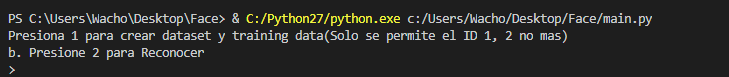 PS C:\Users\Wacho\Desktop\Face> & C:/Python27/python.exe c:/Users/Wacho/Desktop/Face/main.py
Presiona 1 para crear dataset y training data(Solo se permite el ID 1, 2 no mas)
b. Presione 2 para Reconocer
>